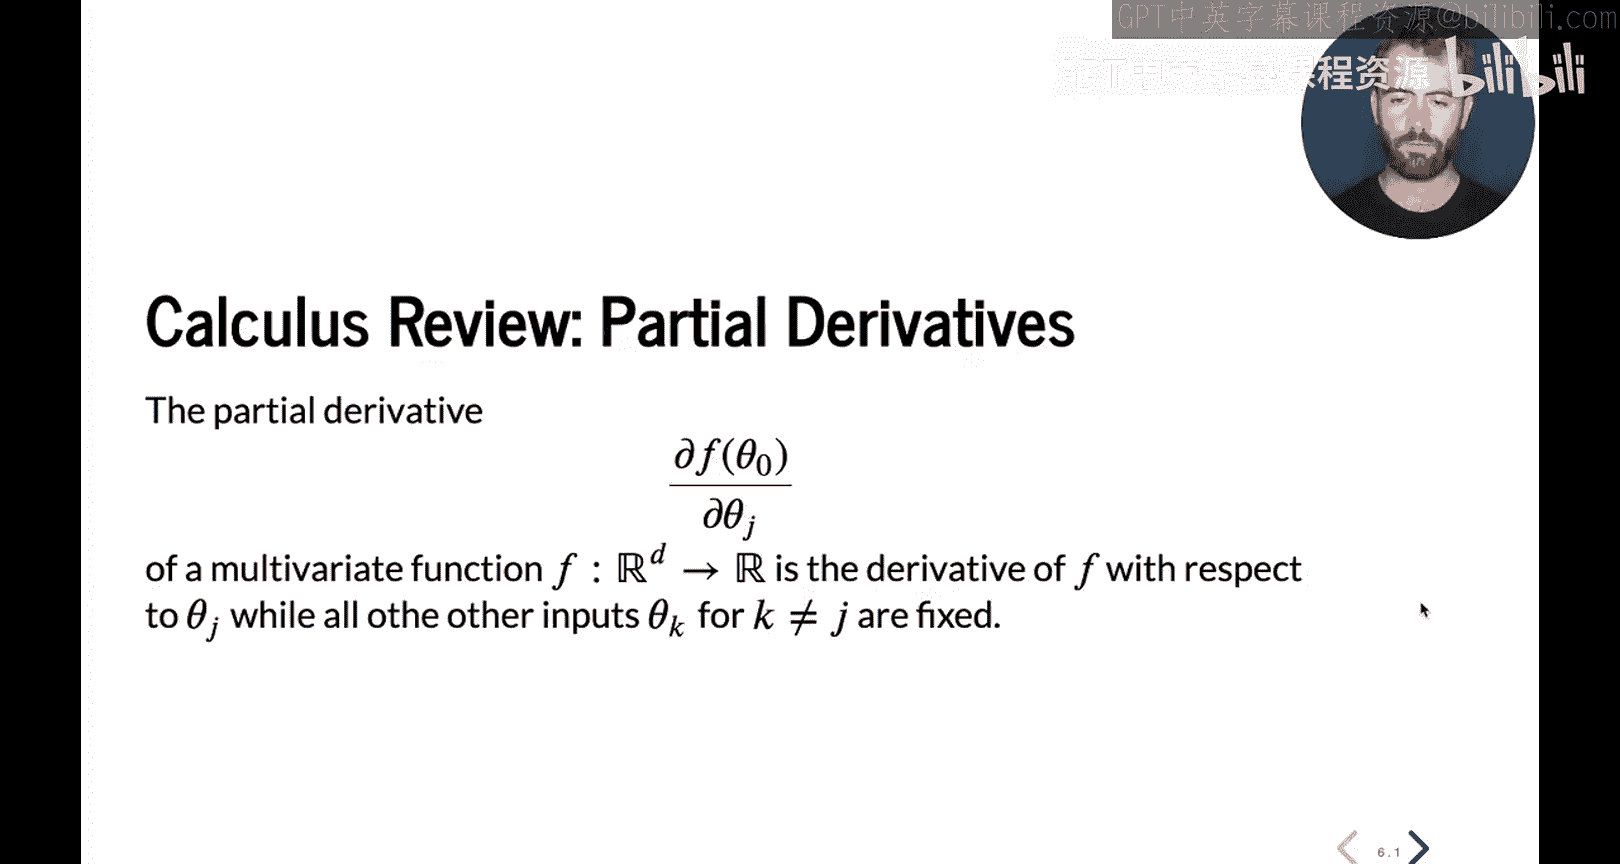 GPT中英字幕课程资源@bilibili.com
程资源 bilibili
Calculus Review: Partial Derivatives
The partial derivative
∂f(θ₀)
∂θⱼ
of a multivariate function f : ℝᵈ → ℝ is the derivative of f with respect
to θⱼ while all othe other inputs θₖ for k ≠ j are fixed.
6.1